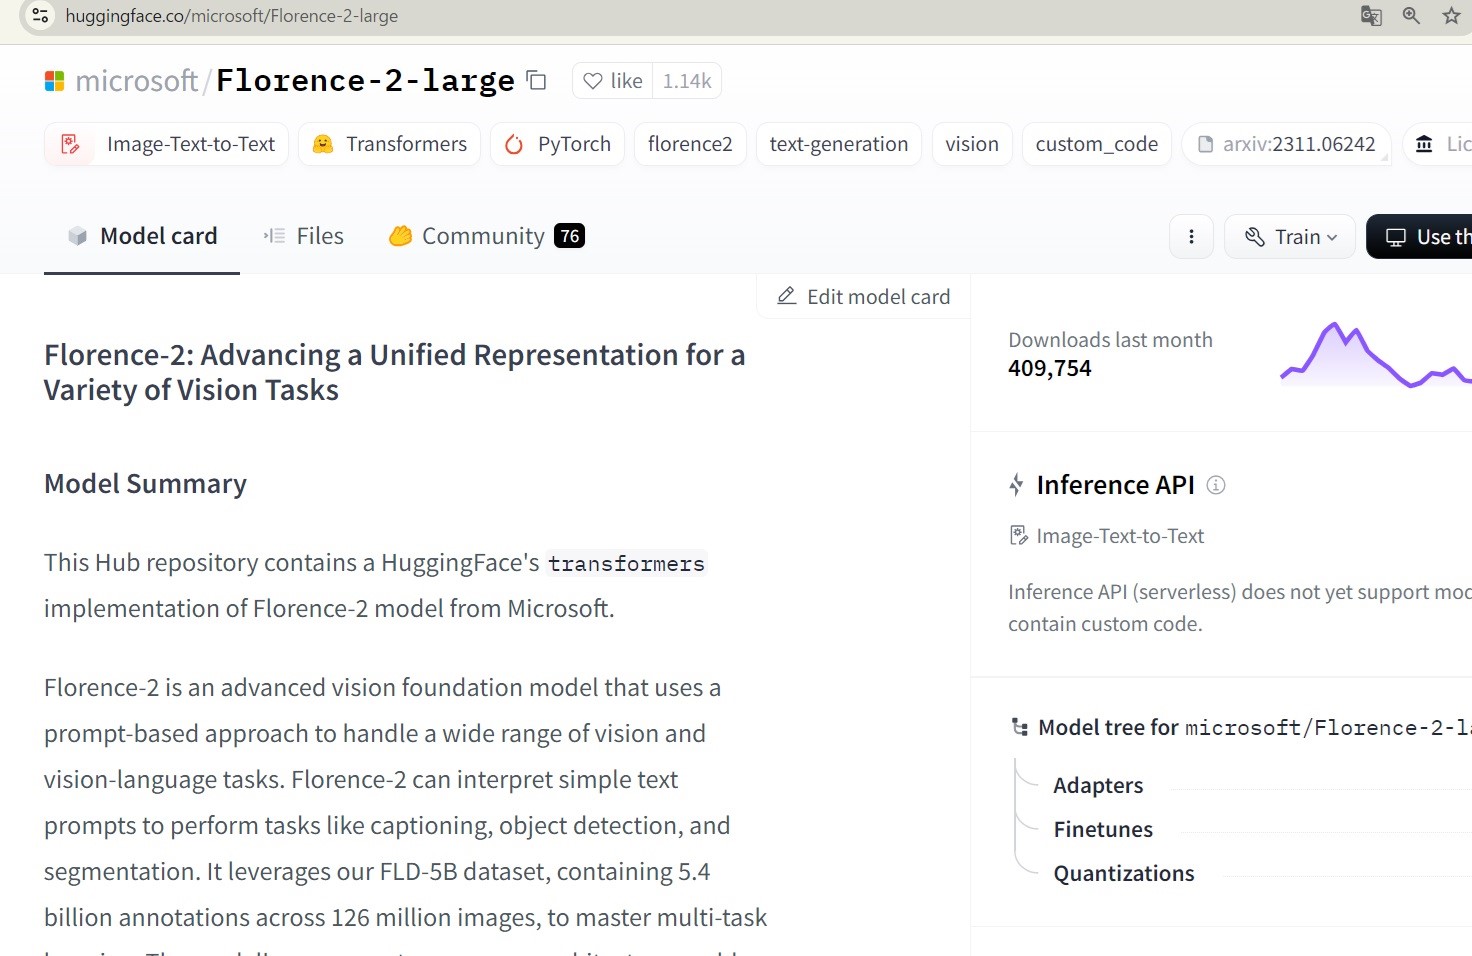 huggingface.co/microsoft/Florence-2-large
microsoft/Florence-2-large
like 1.14k
Image-Text-to-Text Transformers PyTorch florence2 text-generation vision custom_code arxiv:2311.06242 Lic
Model card Files Community 76
Train Use th
Edit model card
Florence-2: Advancing a Unified Representation for a
Variety of Vision Tasks
Model Summary
This Hub repository contains a HuggingFace's transformers
implementation of Florence-2 model from Microsoft.
Florence-2 is an advanced vision foundation model that uses a
prompt-based approach to handle a wide range of vision and
vision-language tasks. Florence-2 can interpret simple text
prompts to perform tasks like captioning, object detection, and
segmentation. It leverages our FLD-5B dataset, containing 5.4
billion annotations across 126 million images, to master multi-task
Downloads last month
409,754
Inference API
Image-Text-to-Text
Inference API (serverless) does not yet support mod
contain custom code.
Model tree for microsoft/Florence-2-la
Adapters
Finetunes
Quantizations